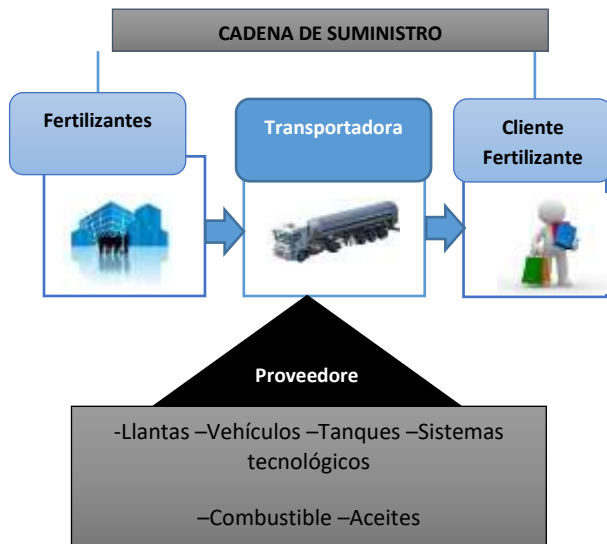 CADENA DE SUMINISTRO
Fertilizantes
Transportadora
Cliente
Fertilizante
Proveedore
-Llantas –Vehículos –Tanques –Sistemas
tecnológicos
–Combustible –Aceites